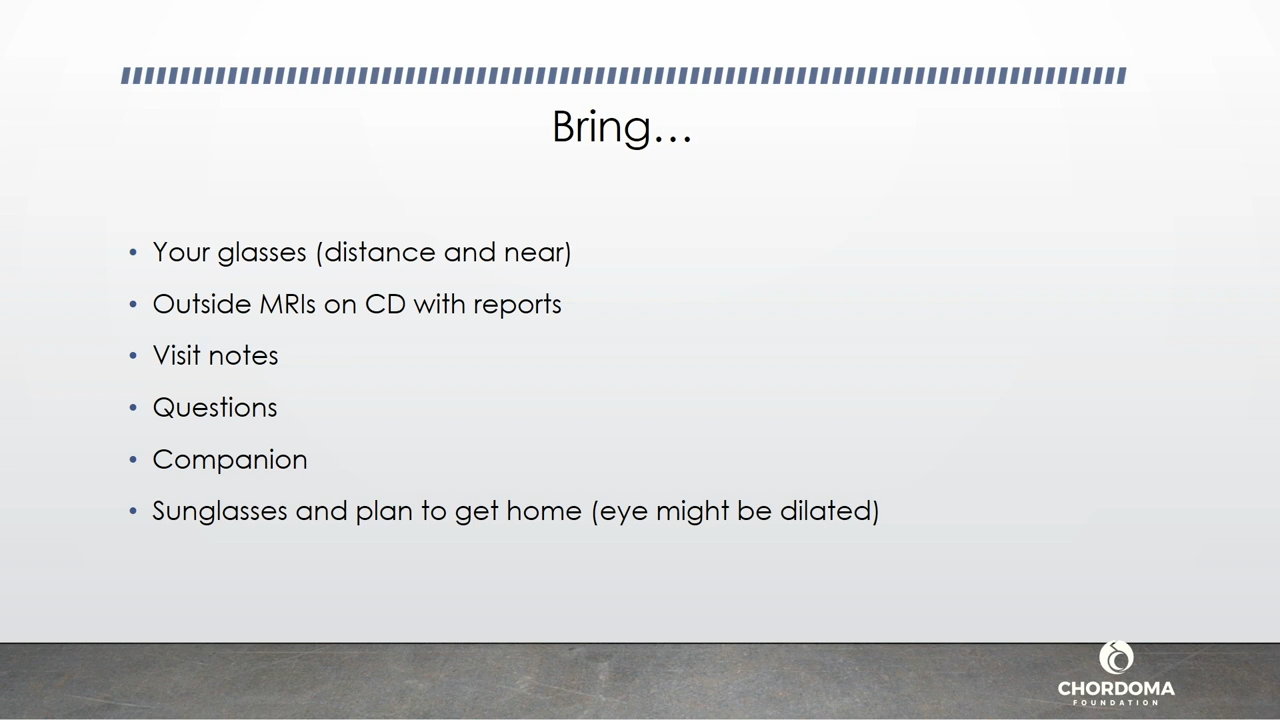 Bring...
• Your glasses (distance and near)
• Outside MRIs on CD with reports
• Visit notes
• Questions
• Companion
• Sunglasses and plan to get home (eye might be dilated)
CHORDOMA
FOUNDATION